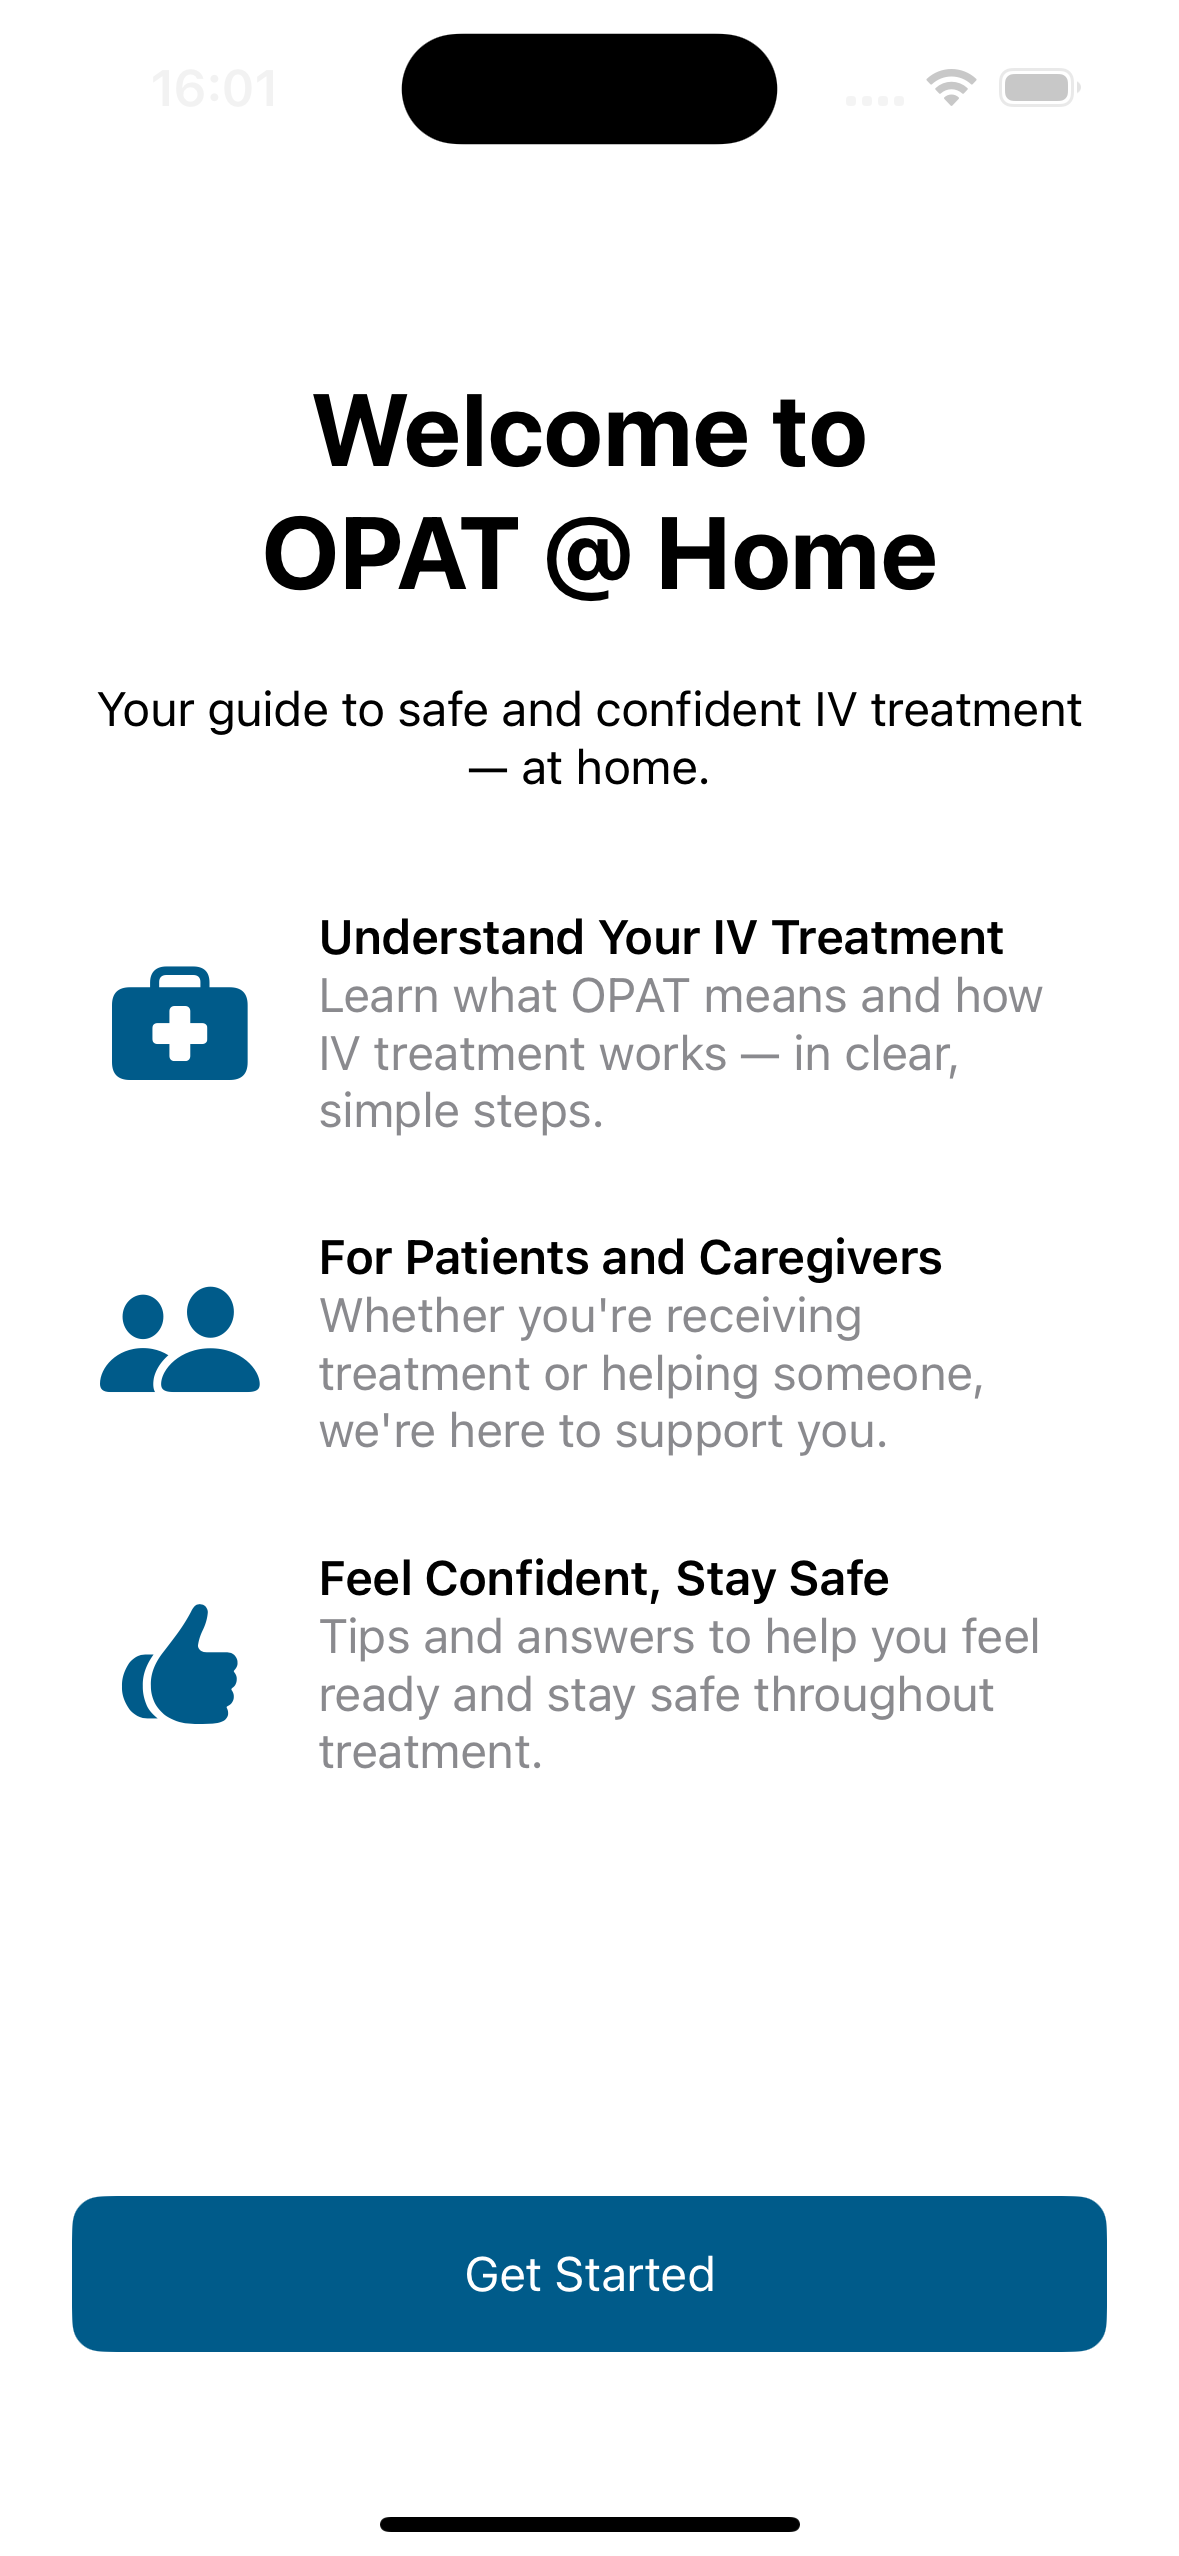 16:01
Welcome to
OPAT @ Home
Your guide to safe and confident IV treatment
— at home.
Understand Your IV Treatment
Learn what OPAT means and how
IV treatment works — in clear,
simple steps.
For Patients and Caregivers
Whether you're receiving
treatment or helping someone,
we're here to support you.
Feel Confident, Stay Safe
Tips and answers to help you feel
ready and stay safe throughout
treatment.
Get Started